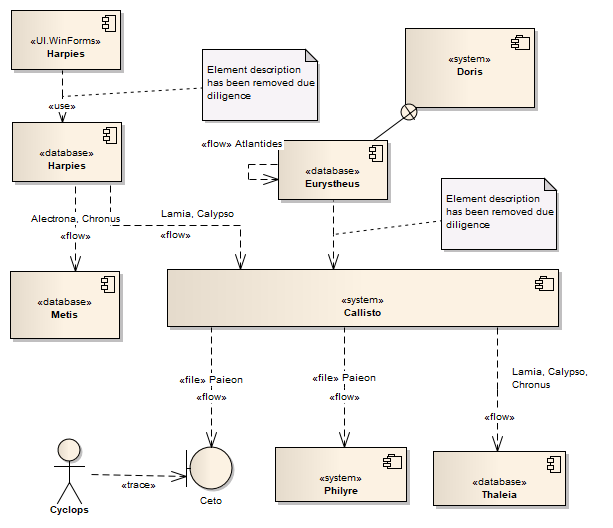 «UI.WinForms»
Harpies
«system»
Doris
Element description
has been removed due
diligence
«use»
«flow» Atlantides
«database»
Harpies
«database»
Eurystheus
Element description
has been removed due
diligence
Alectrona, Chronus
«flow»
Lamia, Calypso
«flow»
«database»
Metis
«system»
Callisto
«file» Paieon
«flow»
«file» Paieon
«flow»
Lamia, Calypso,
Chronus
«flow»
Cyclops
«trace»
Ceto
«system»
Philyre
«database»
Thaleia